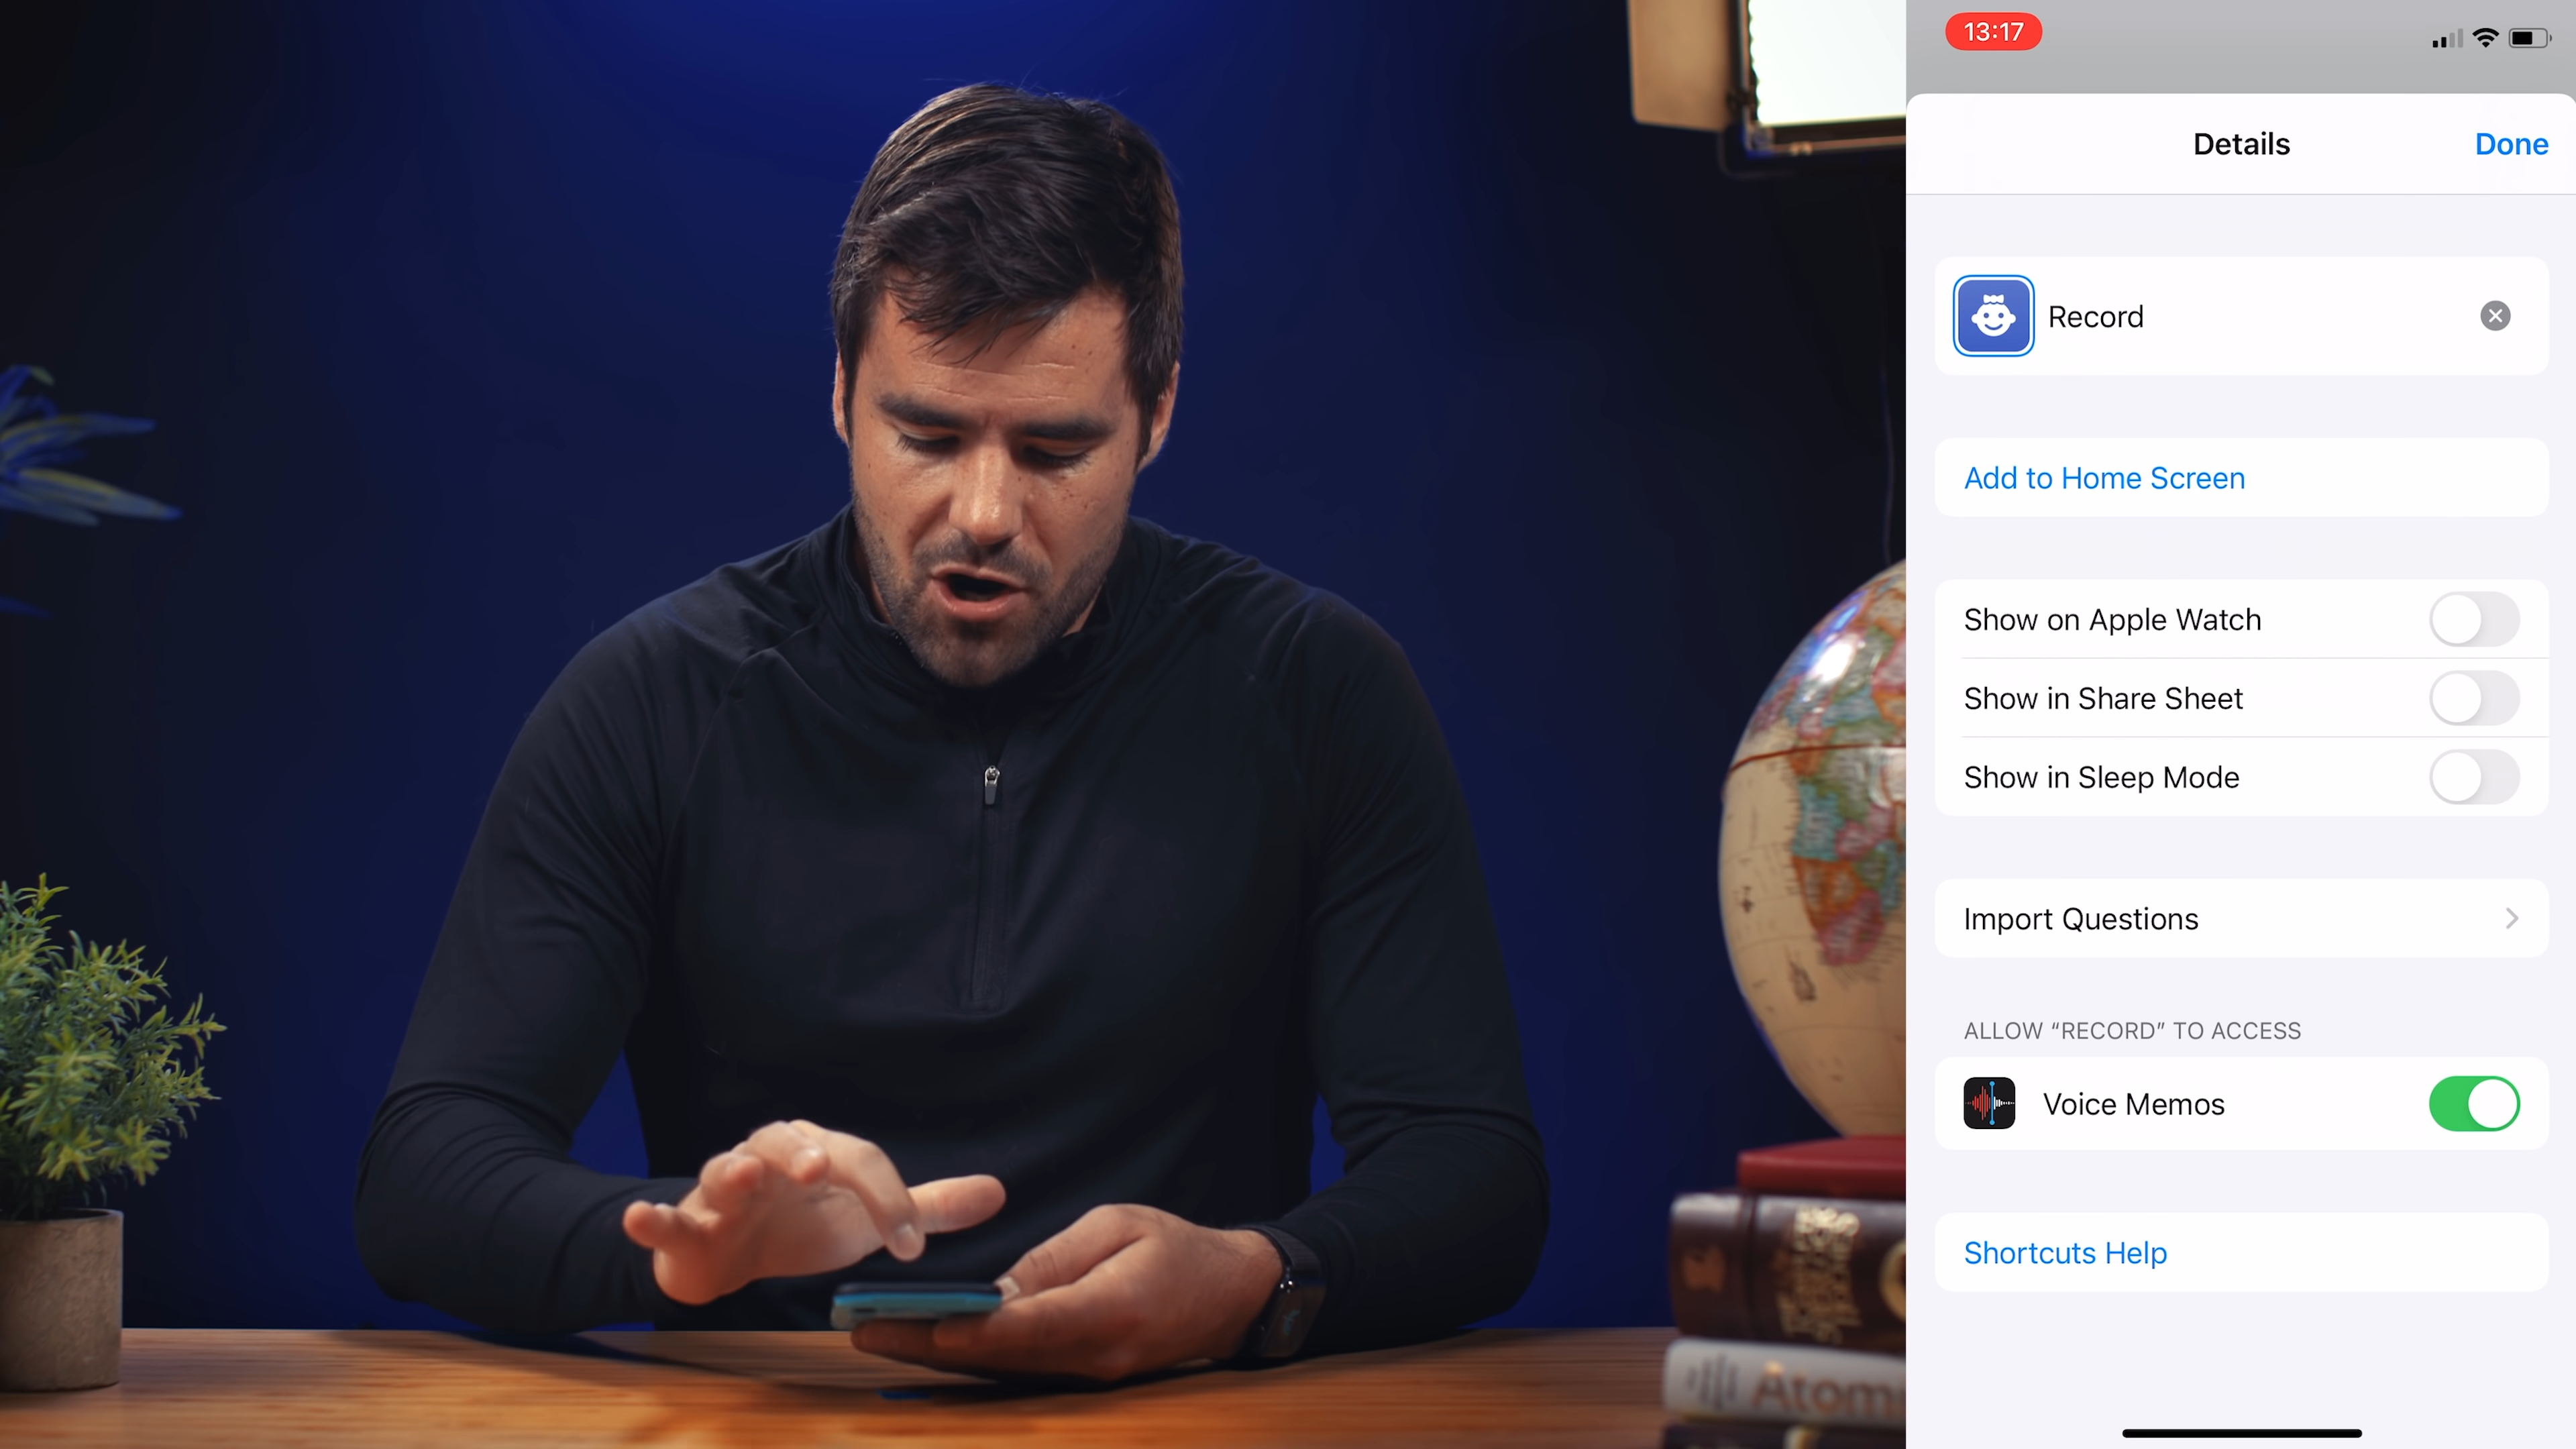 13:17
Details
Done
Record
Add to Home Screen
Show on Apple Watch
Show in Share Sheet
Show in Sleep Mode
Import Questions
ALLOW “RECORD” TO ACCESS
Voice Memos
Shortcuts Help
Atomi